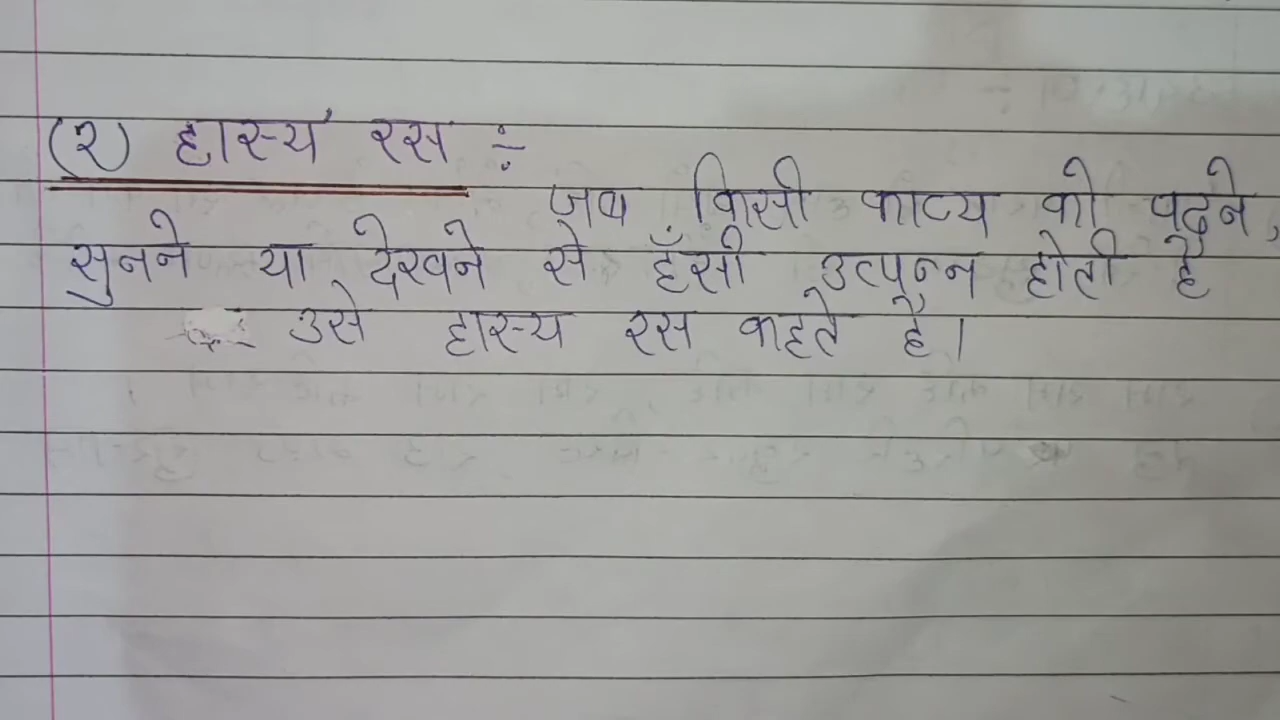 (२) हास्य रस ÷
जब किसी काव्य को पढ़ने,
सुनने या देखने से हँसी उत्पन्न होती है
उसे हास्य रस कहते है।